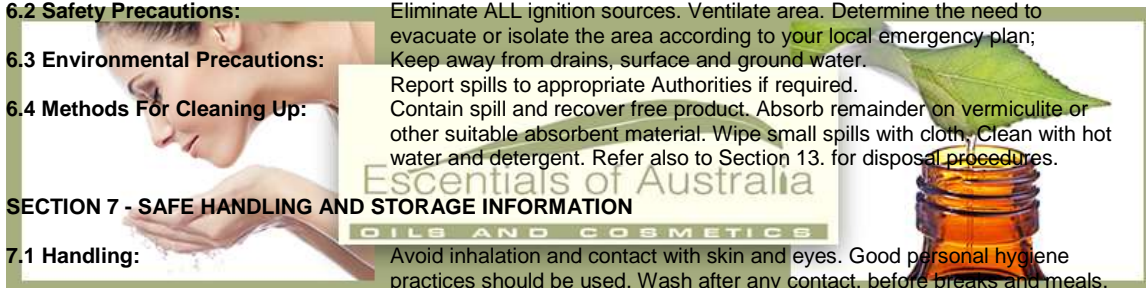 6.2 Safety Precautions: Eliminate ALL ignition sources. Ventilate area. Determine the need to
evacuate or isolate the area according to your local emergency plan;
6.3 Environmental Precautions: Keep away from drains, surface and ground water.
Report spills to appropriate Authorities if required.
6.4 Methods For Cleaning Up: Contain spill and recover free product. Absorb remainder on vermiculite or
other suitable absorbent material. Wipe small spills with cloth. Clean with hot
water and detergent. Refer also to Section 13. for disposal procedures.
Escentials of Australia
SECTION 7 - SAFE HANDLING AND STORAGE INFORMATION
OILS AND COSMETICS
7.1 Handling: Avoid inhalation and contact with skin and eyes. Good personal hygiene
practices should be used. Wash after any contact, before breaks and meals.